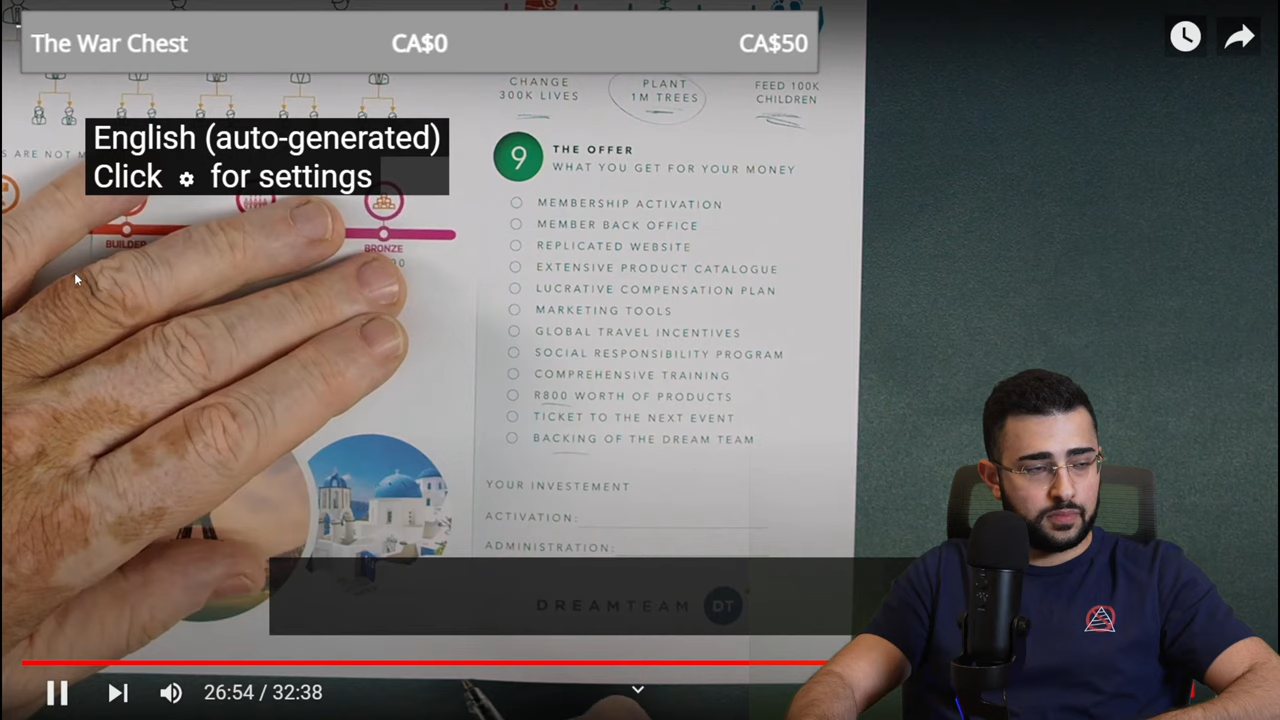 The War Chest CA$0 CA$50
CHANGE
300K LIVES
PLANT
1M TREES
FEED 100K
CHILDREN
English (auto-generated)
Click for settings
S ARE NOT M
BUILDER
BRONZE
9 THE OFFER
WHAT YOU GET FOR YOUR MONEY
MEMBERSHIP ACTIVATION
MEMBER BACK OFFICE
REPLICATED WEBSITE
EXTENSIVE PRODUCT CATALOGUE
LUCRATIVE COMPENSATION PLAN
MARKETING TOOLS
GLOBAL TRAVEL INCENTIVES
SOCIAL RESPONSIBILITY PROGRAM
COMPREHENSIVE TRAINING
R800 WORTH OF PRODUCTS
TICKET TO THE NEXT EVENT
BACKING OF THE DREAM TEAM
YOUR INVESTEMENT
ACTIVATION:
ADMINISTRATION:
DREAMTEAM DT
26:54 / 32:38